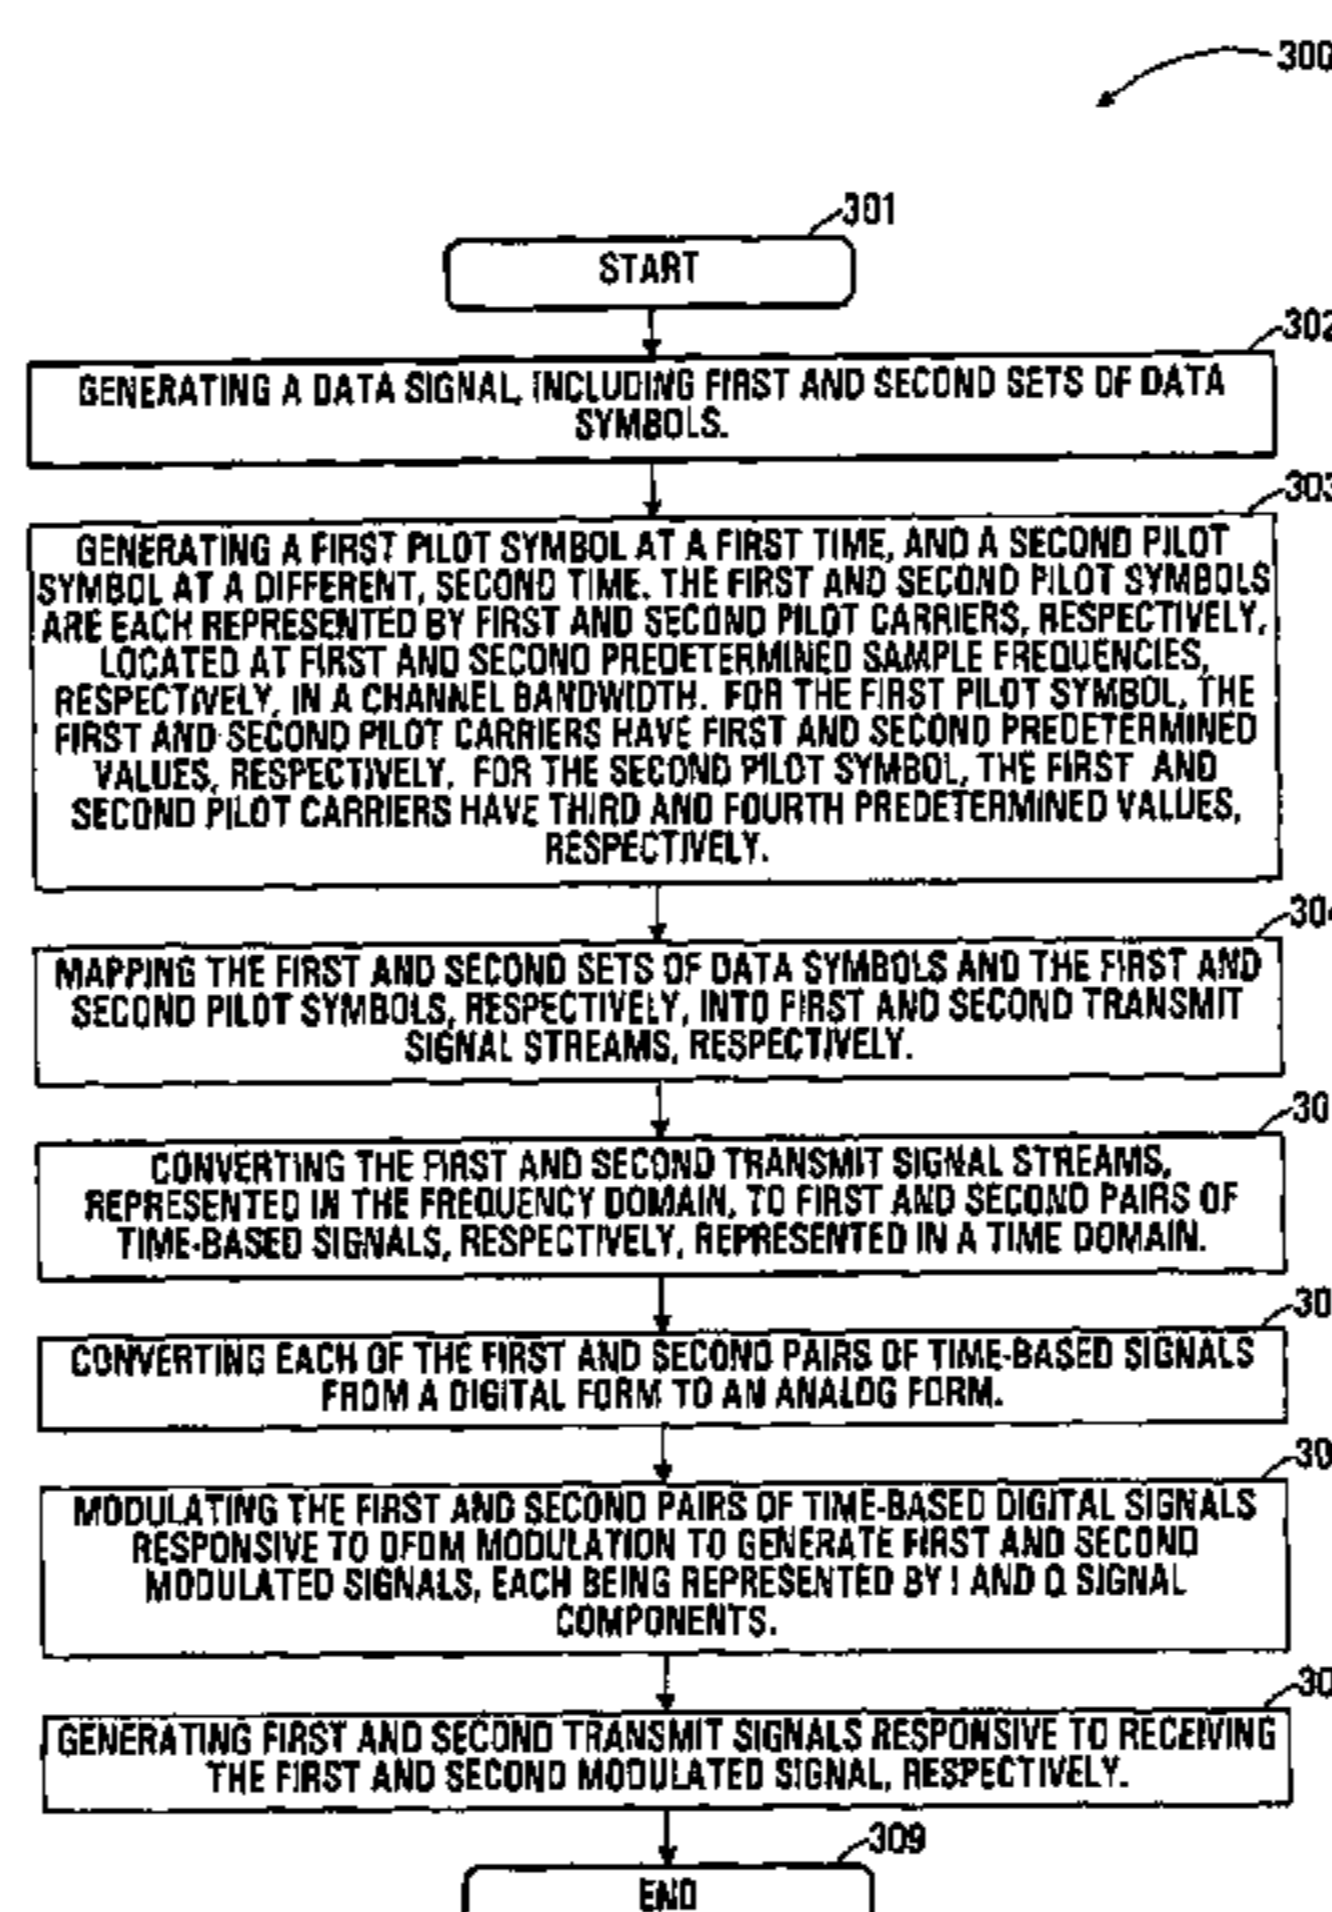 300
301
START
302
GENERATING A DATA SIGNAL, INCLUDING FIRST AND SECOND SETS OF DATA
SYMBOLS.
303
GENERATING A FIRST PILOT SYMBOL AT A FIRST TIME, AND A SECOND PILOT
SYMBOL AT A DIFFERENT, SECOND TIME. THE FIRST AND SECOND PILOT SYMBOLS
ARE EACH REPRESENTED BY FIRST AND SECOND PILOT CARRIERS, RESPECTIVELY,
LOCATED AT FIRST AND SECOND PREDETERMINED SAMPLE FREQUENCIES,
RESPECTIVELY, IN A CHANNEL BANDWIDTH. FOR THE FIRST PILOT SYMBOL, THE
FIRST AND SECOND PILOT CARRIERS HAVE FIRST AND SECOND PREDETERMINED
VALUES, RESPECTIVELY. FOR THE SECOND PILOT SYMBOL, THE FIRST AND
SECOND PILOT CARRIERS HAVE THIRD AND FOURTH PREDETERMINED VALUES,
RESPECTIVELY.
304
MAPPING THE FIRST AND SECOND SETS OF DATA SYMBOLS AND THE FIRST AND
SECOND PILOT SYMBOLS, RESPECTIVELY, INTO FIRST AND SECOND TRANSMIT
SIGNAL STREAMS, RESPECTIVELY.
30
CONVERTING THE FIRST AND SECOND TRANSMIT SIGNAL STREAMS,
REPRESENTED IN THE FREQUENCY DOMAIN, TO FIRST AND SECOND PAIRS OF
TIME-BASED SIGNALS, RESPECTIVELY, REPRESENTED IN A TIME DOMAIN.
30
CONVERTING EACH OF THE FIRST AND SECOND PAIRS OF TIME-BASED SIGNALS
FROM A DIGITAL FORM TO AN ANALOG FORM.
30
MODULATING THE FIRST AND SECOND PAIRS OF TIME-BASED DIGITAL SIGNALS
RESPONSIVE TO OFDM MODULATION TO GENERATE FIRST AND SECOND
MODULATED SIGNALS, EACH BEING REPRESENTED BY I AND Q SIGNAL
COMPONENTS.
30
GENERATING FIRST AND SECOND TRANSMIT SIGNALS RESPONSIVE TO RECEIVING
THE FIRST AND SECOND MODULATED SIGNAL, RESPECTIVELY.
309
END